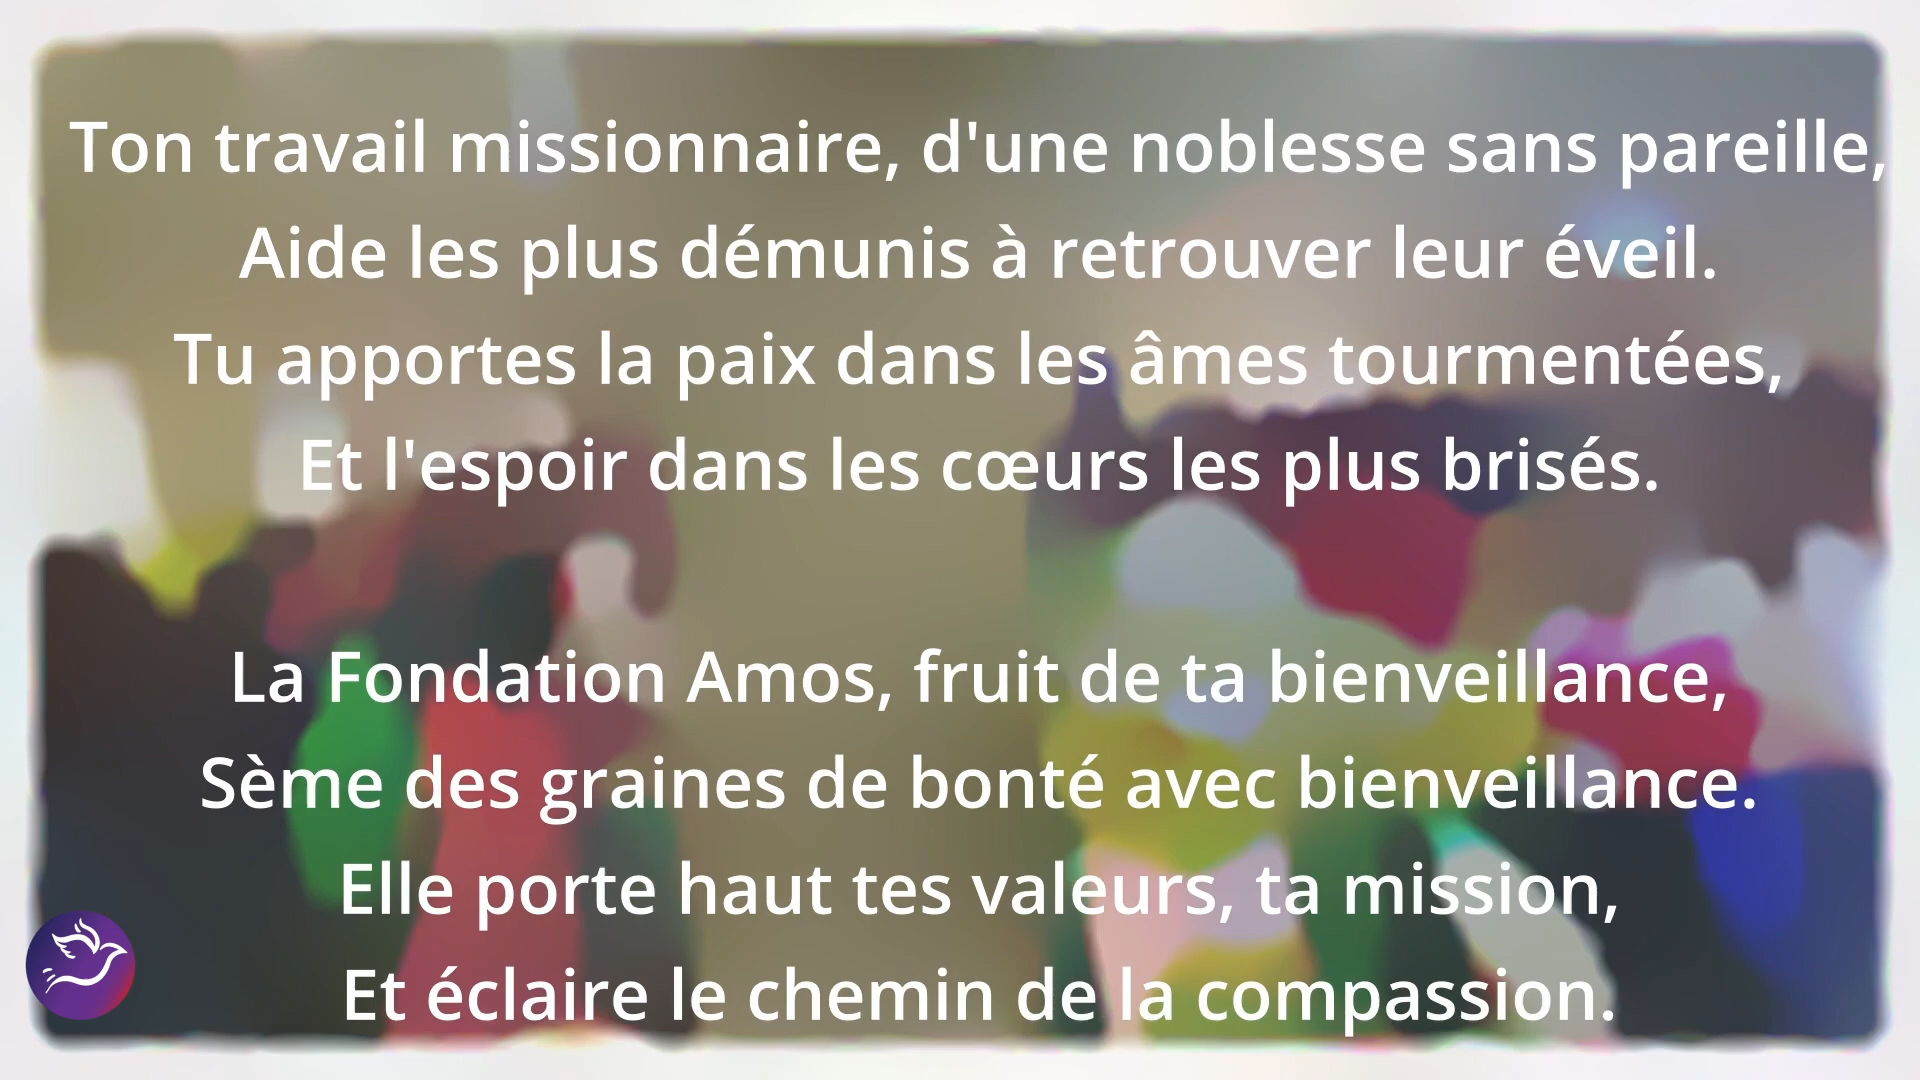 Ton travail missionnaire, d'une noblesse sans pareille,
Aide les plus démunis à retrouver leur éveil.
Tu apportes la paix dans les âmes tourmentées,
Et l'espoir dans les cœurs les plus brisés.
La Fondation Amos, fruit de ta bienveillance,
Sème des graines de bonté avec bienveillance.
Elle porte haut tes valeurs, ta mission,
Et éclaire le chemin de la compassion.